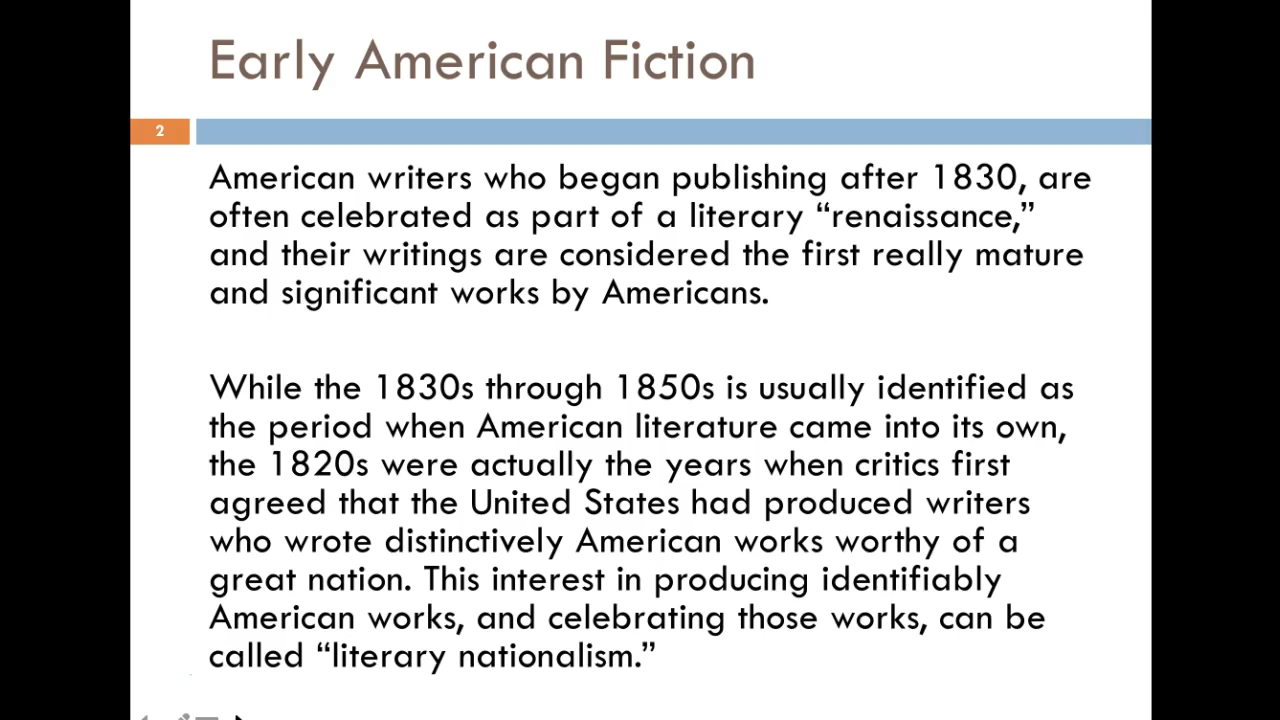 Early American Fiction
2
American writers who began publishing after 1830, are
often celebrated as part of a literary “renaissance,”
and their writings are considered the first really mature
and significant works by Americans.
While the 1830s through 1850s is usually identified as
the period when American literature came into its own,
the 1820s were actually the years when critics first
agreed that the United States had produced writers
who wrote distinctively American works worthy of a
great nation. This interest in producing identifiably
American works, and celebrating those works, can be
called “literary nationalism.”